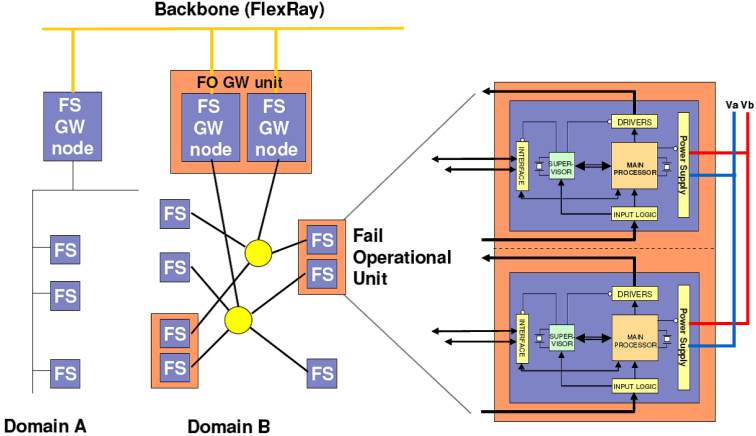 Backbone (FlexRay)
FO GW unit
FS
GW
node
FS
GW
node
FS
GW
node
FS
FS
FS
FS
FS
FS
FS
Fail
Operational
Unit
FS
FS
FS
FS
Domain A
Domain B
Va Vb
DRIVERS
INTERFACE
SUPER-
VISOR
MAIN
PROCESSOR
Power Supply
INPUT LOGIC
DRIVERS
INTERFACE
SUPER-
VISOR
MAIN
PROCESSOR
Power Supply
INPUT LOGIC